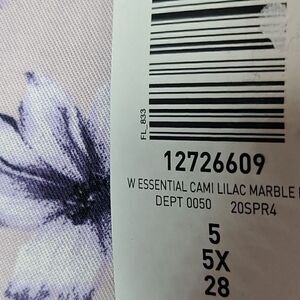 FL_833
12726609
W ESSENTIAL CAMI LILAC MARBLE
DEPT 0050 20SPR4
5
5X
28